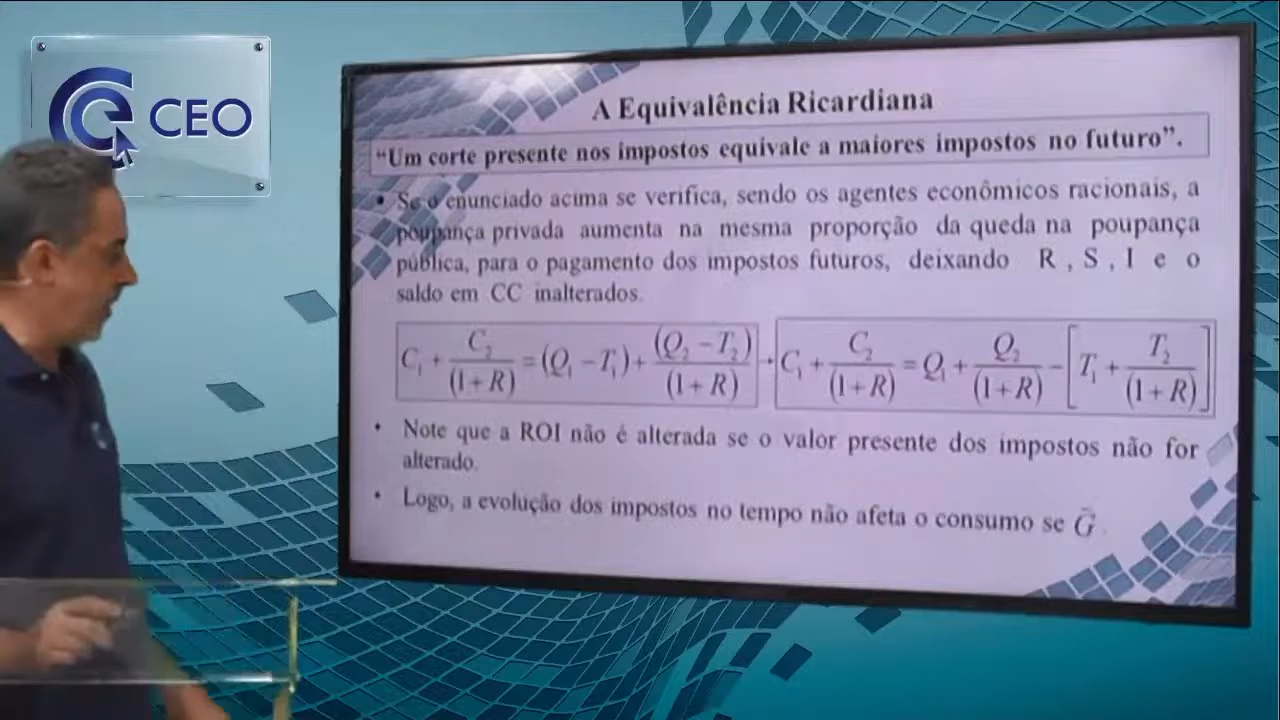 CEO
A Equivalência Ricardiana
“Um corte presente nos impostos equivale a maiores impostos no futuro”.
• Se o enunciado acima se verifica, sendo os agentes econômicos racionais, a
poupança privada aumenta na mesma proporção da queda na poupança
pública, para o pagamento dos impostos futuros, deixando R , S , I e o
saldo em CC inalterados.
C₁ + C₂/(1+R) = (Q₁ − T₁) + (Q₂ − T₂)/(1+R) · C₁ + C₂/(1+R) = Q₁ + Q₂/(1+R) − [T₁ + T₂/(1+R)]
• Note que a ROI não é alterada se o valor presente dos impostos não for
alterado.
• Logo, a evolução dos impostos no tempo não afeta o consumo se G̅.